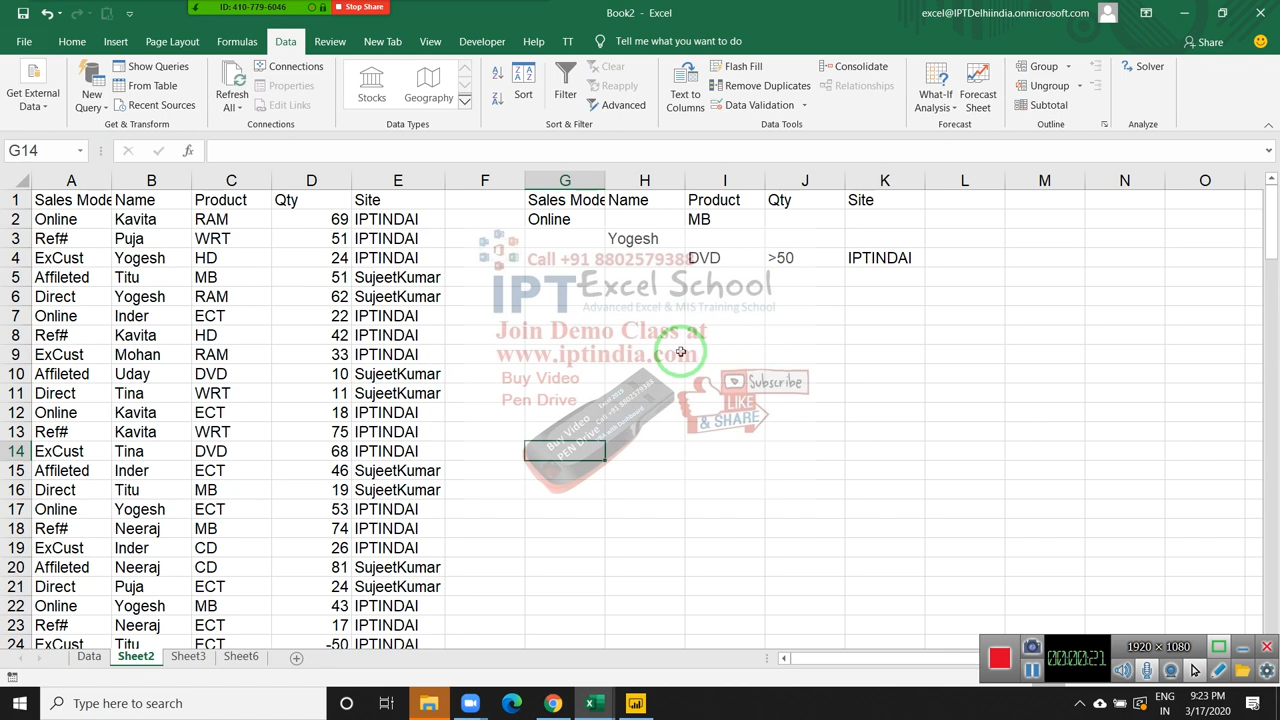 ID: 410-779-6046
Stop Share
Book2 - Excel
excel@IPTDelhiindia.onmicrosoft.com
File Home Insert Page Layout Formulas Data Review New Tab View Developer Help TT Tell me what you want to do Share
Get External Data
New Query
Show Queries
From Table
Recent Sources
Get & Transform
Refresh All
Connections
Properties
Edit Links
Connections
Stocks
Geography
Data Types
Sort
Filter
Clear
Reapply
Advanced
Sort & Filter
Text to Columns
Flash Fill
Remove Duplicates
Data Validation
Consolidate
Relationships
Data Tools
What-If Analysis
Forecast Sheet
Forecast
Group
Ungroup
Subtotal
Outline
Solver
Analyze
G14 fx
A B C D E F G H I J K L M N O
1 Sales Mode Name Product Qty Site Sales Mode Name Product Qty Site
2 Online Kavita RAM 69 IPTINDAI Online MB
3 Ref# Puja WRT 51 IPTINDAI Yogesh
4 ExCust Yogesh HD 24 IPTINDAI DVD >50 IPTINDAI
5 Affileted Titu MB 51 SujeetKumar
6 Direct Yogesh RAM 62 SujeetKumar
7 Online Inder ECT 22 IPTINDAI
8 Ref# Kavita HD 42 IPTINDAI
9 ExCust Mohan RAM 33 IPTINDAI
10 Affileted Uday DVD 10 SujeetKumar
11 Direct Tina WRT 11 SujeetKumar
12 Online Kavita ECT 18 IPTINDAI
13 Ref# Kavita WRT 75 IPTINDAI
14 ExCust Tina DVD 68 IPTINDAI
15 Affileted Inder ECT 46 SujeetKumar
16 Direct Titu MB 19 SujeetKumar
17 Online Yogesh ECT 53 IPTINDAI
18 Ref# Neeraj MB 74 IPTINDAI
19 ExCust Inder CD 26 IPTINDAI
20 Affileted Neeraj CD 81 SujeetKumar
21 Direct Puja ECT 24 SujeetKumar
22 Online Yogesh MB 43 IPTINDAI
23 Ref# Neeraj ECT 17 IPTINDAI
24 ExCust Titu ECT -50 IPTINDAI
Call +91 8802579388
IPT Excel School
Advanced Excel & MIS Training School
Join Demo Class at
www.iptindia.com
Buy Video
Pen Drive
Buy Video
PEN Drive
Subscribe
LIKE
& SHARE
Data Sheet2 Sheet3 Sheet6
1920 × 1080
00:00:21
Type here to search
ENG
IN
9:23 PM
3/17/2020